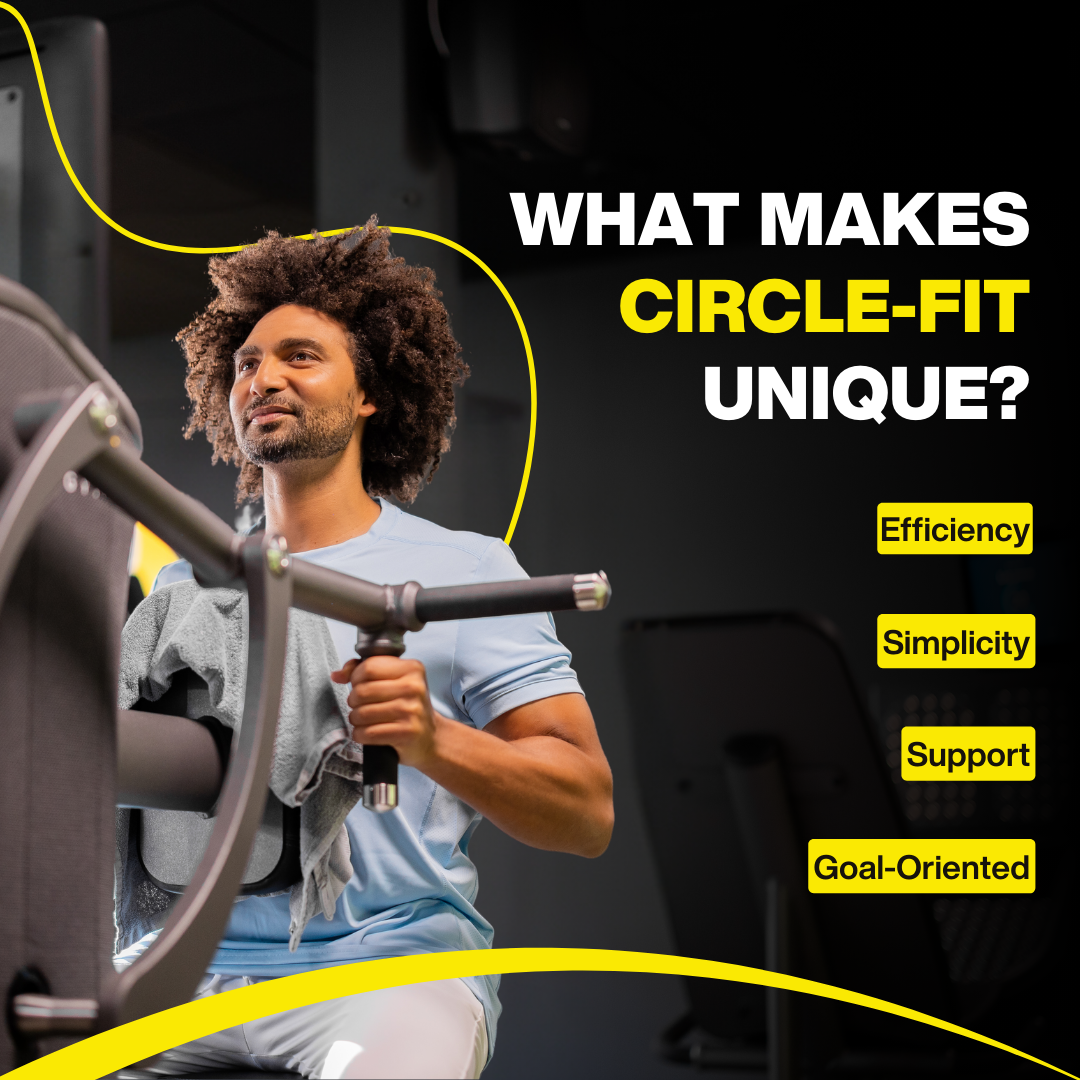 WHAT MAKES
CIRCLE-FIT
UNIQUE?
Efficiency
Simplicity
Support
Goal-Oriented